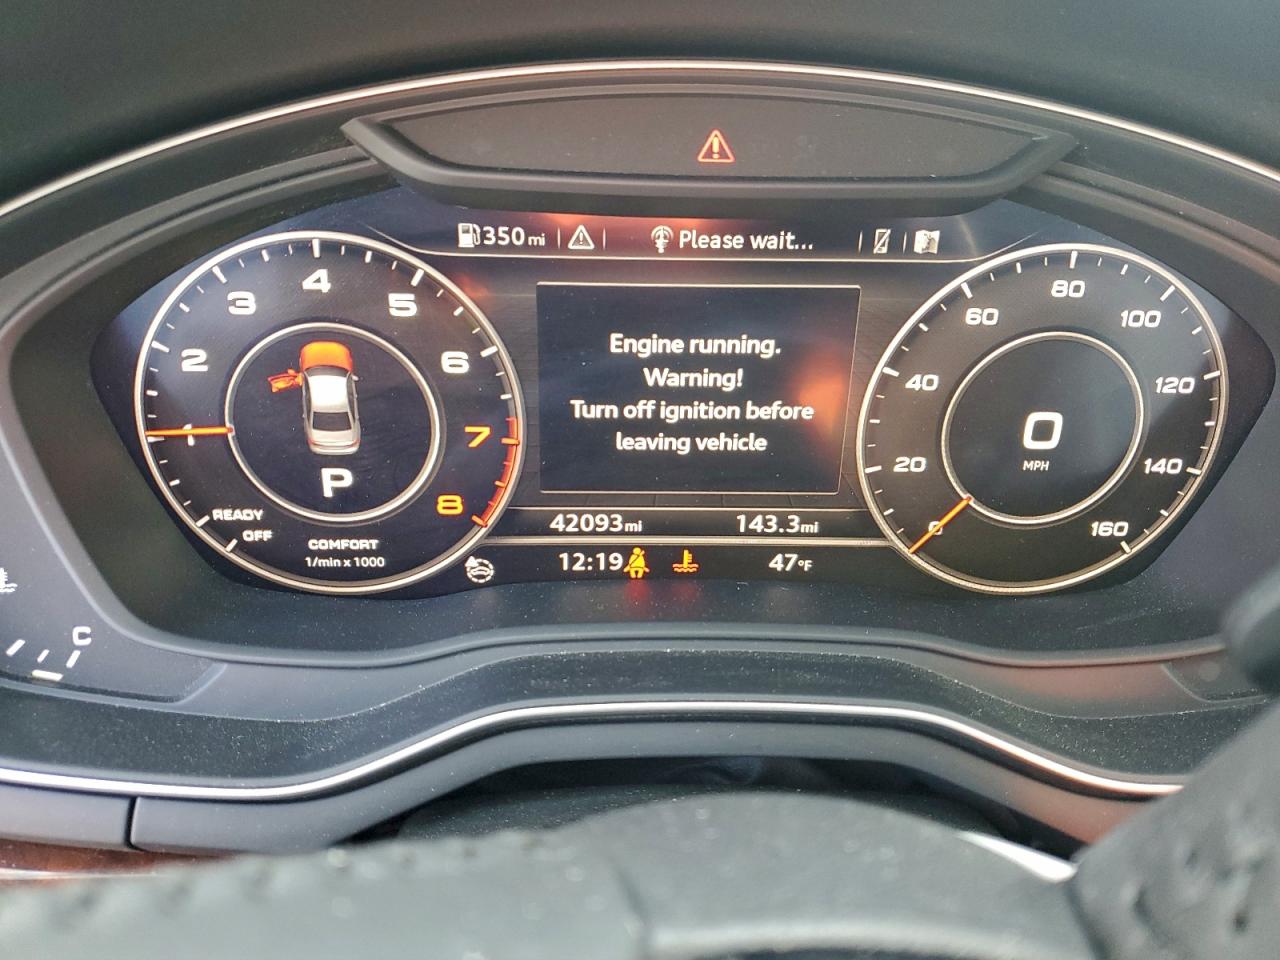 350 mi
Please wait...
1
2
3
4
5
6
7
8
P
READY
OFF
COMFORT
1/min x 1000
Engine running.
Warning!
Turn off ignition before
leaving vehicle
42093 mi
143.3 mi
12:19
47°F
0
20
40
60
80
100
120
140
160
0
MPH
C